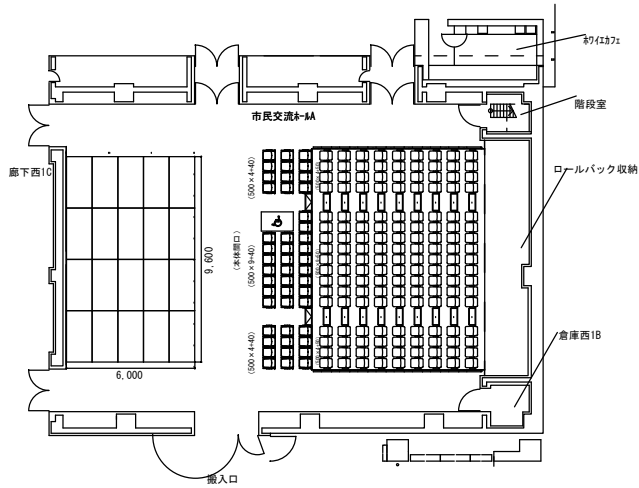 ホワイエカフェ
市民交流ホールA
階段室
廊下西1C
ロールバック収納
(500×4+40)
9,600
(本体間口)
(500×9+40)
(500×4+40)
倉庫西1B
6,000
搬入口